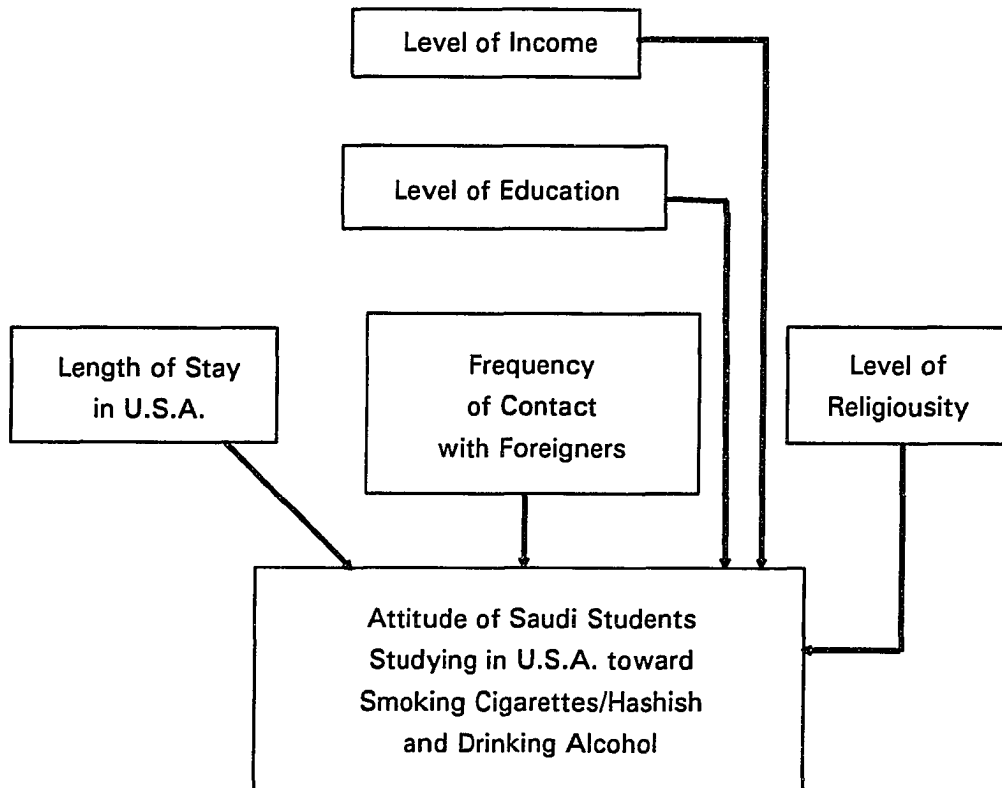 Level of Income
Level of Education
Length of Stay
in U.S.A.
Frequency
of Contact
with Foreigners
Level of
Religiousity
Attitude of Saudi Students
Studying in U.S.A. toward
Smoking Cigarettes/Hashish
and Drinking Alcohol